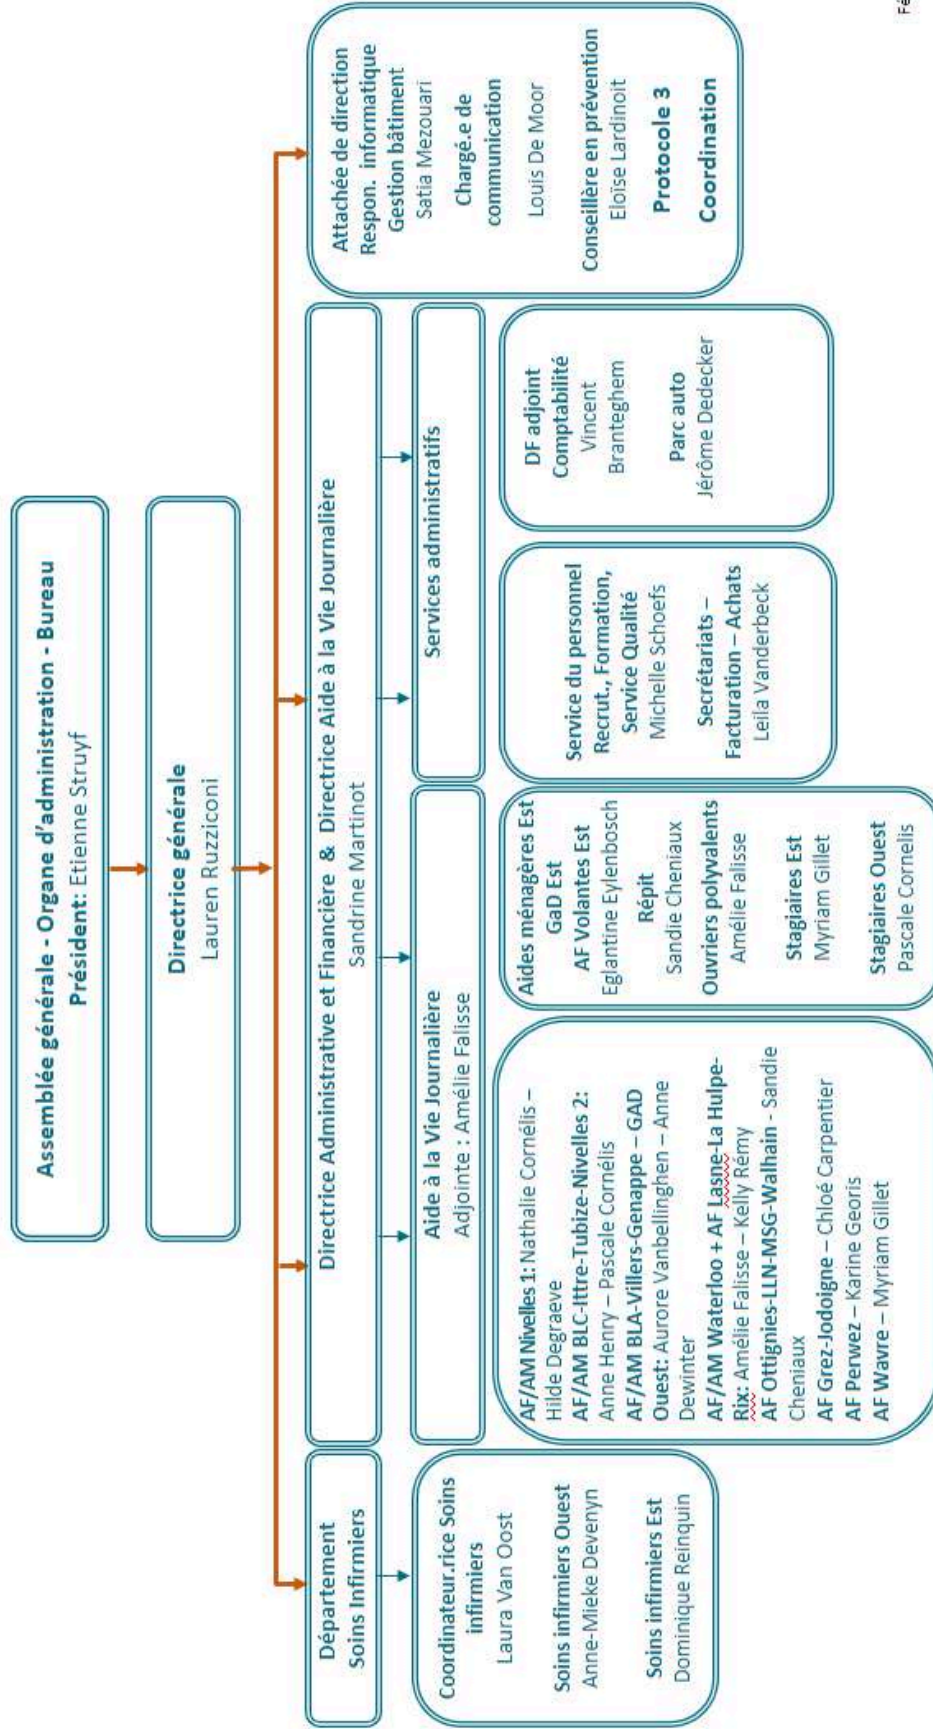 Assemblée générale - Organe d'administration - Bureau
Président: Etienne Struyf
Directrice générale
Lauren Ruzziconi
Département
Soins Infirmiers
Directrice Administrative et Financière & Directrice Aide à la Vie Journalière
Sandrine Martinot
Attachée de direction
Respon. informatique
Gestion bâtiment
Satia Mezouari
Chargé.e de
communication
Louis De Moor
Conseillère en prévention
Eloïse Lardinoit
Protocole 3
Coordination
Aide à la Vie Journalière
Adjointe : Amélie Falisse
Services administratifs
Coordinateur.rice Soins
infirmiers
Laura Van Oost
Soins infirmiers Ouest
Anne-Mieke Devenyn
Soins infirmiers Est
Dominique Reinquin
AF/AM Nivelles 1: Nathalie Cornélis –
Hilde Degraeve
AF/AM BLC-Ittre-Tubize-Nivelles 2:
Anne Henry – Pascale Cornélis
AF/AM BLA-Villers-Genappe – GAD
Ouest: Aurore Vanbellinghen – Anne
Dewinter
AF/AM Waterloo + AF Lasne-La Hulpe-
Rix: Amélie Falisse – Kelly Rémy
AF Ottignies-LLN-MSG-Walhain - Sandie
Cheniaux
AF Grez-Jodoigne – Chloé Carpentier
AF Perwez – Karine Georis
AF Wavre – Myriam Gillet
Aides ménagères Est
GaD Est
AF Volantes Est
Eglantine Eylenbosch
Répit
Sandie Cheniaux
Ouvriers polyvalents
Amélie Falisse
Stagiaires Est
Myriam Gillet
Stagiaires Ouest
Pascale Cornelis
Service du personnel
Recrut., Formation,
Service Qualité
Michelle Schoefs
Secrétariats –
Facturation – Achats
Leila Vanderbeck
DF adjoint
Comptabilité
Vincent
Branteghem
Parc auto
Jérôme Dedecker
Fé